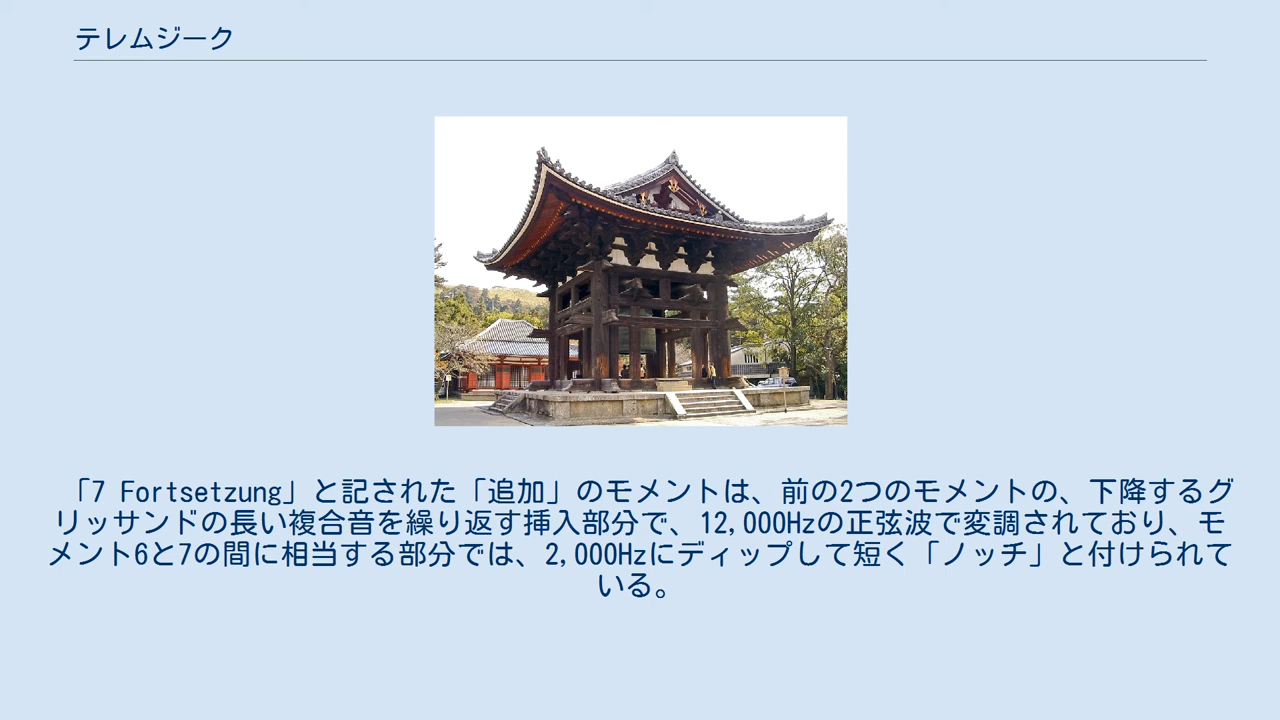 テレムジーク
「7 Fortsetzung」と記された「追加」のモメントは、前の2つのモメントの、下降するグ
リッサンドの長い複合音を繰り返す挿入部分で、12,000Hzの正弦波で変調されており、モ
メント6と7の間に相当する部分では、2,000Hzにディップして短く「ノッチ」と付けられて
いる。